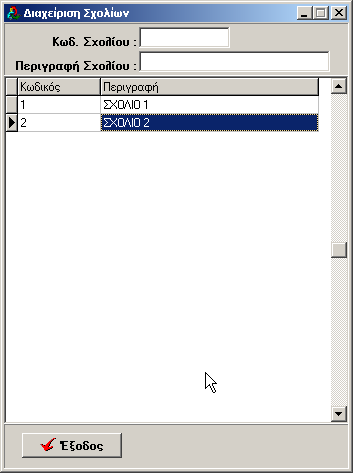 Διαχείριση Σχολίων
Κωδ. Σχολίου :
Περιγραφή Σχολίου :
Κωδικός Περιγραφή
1 ΣΧΟΛΙΟ 1
2 ΣΧΟΛΙΟ 2
Έξοδος